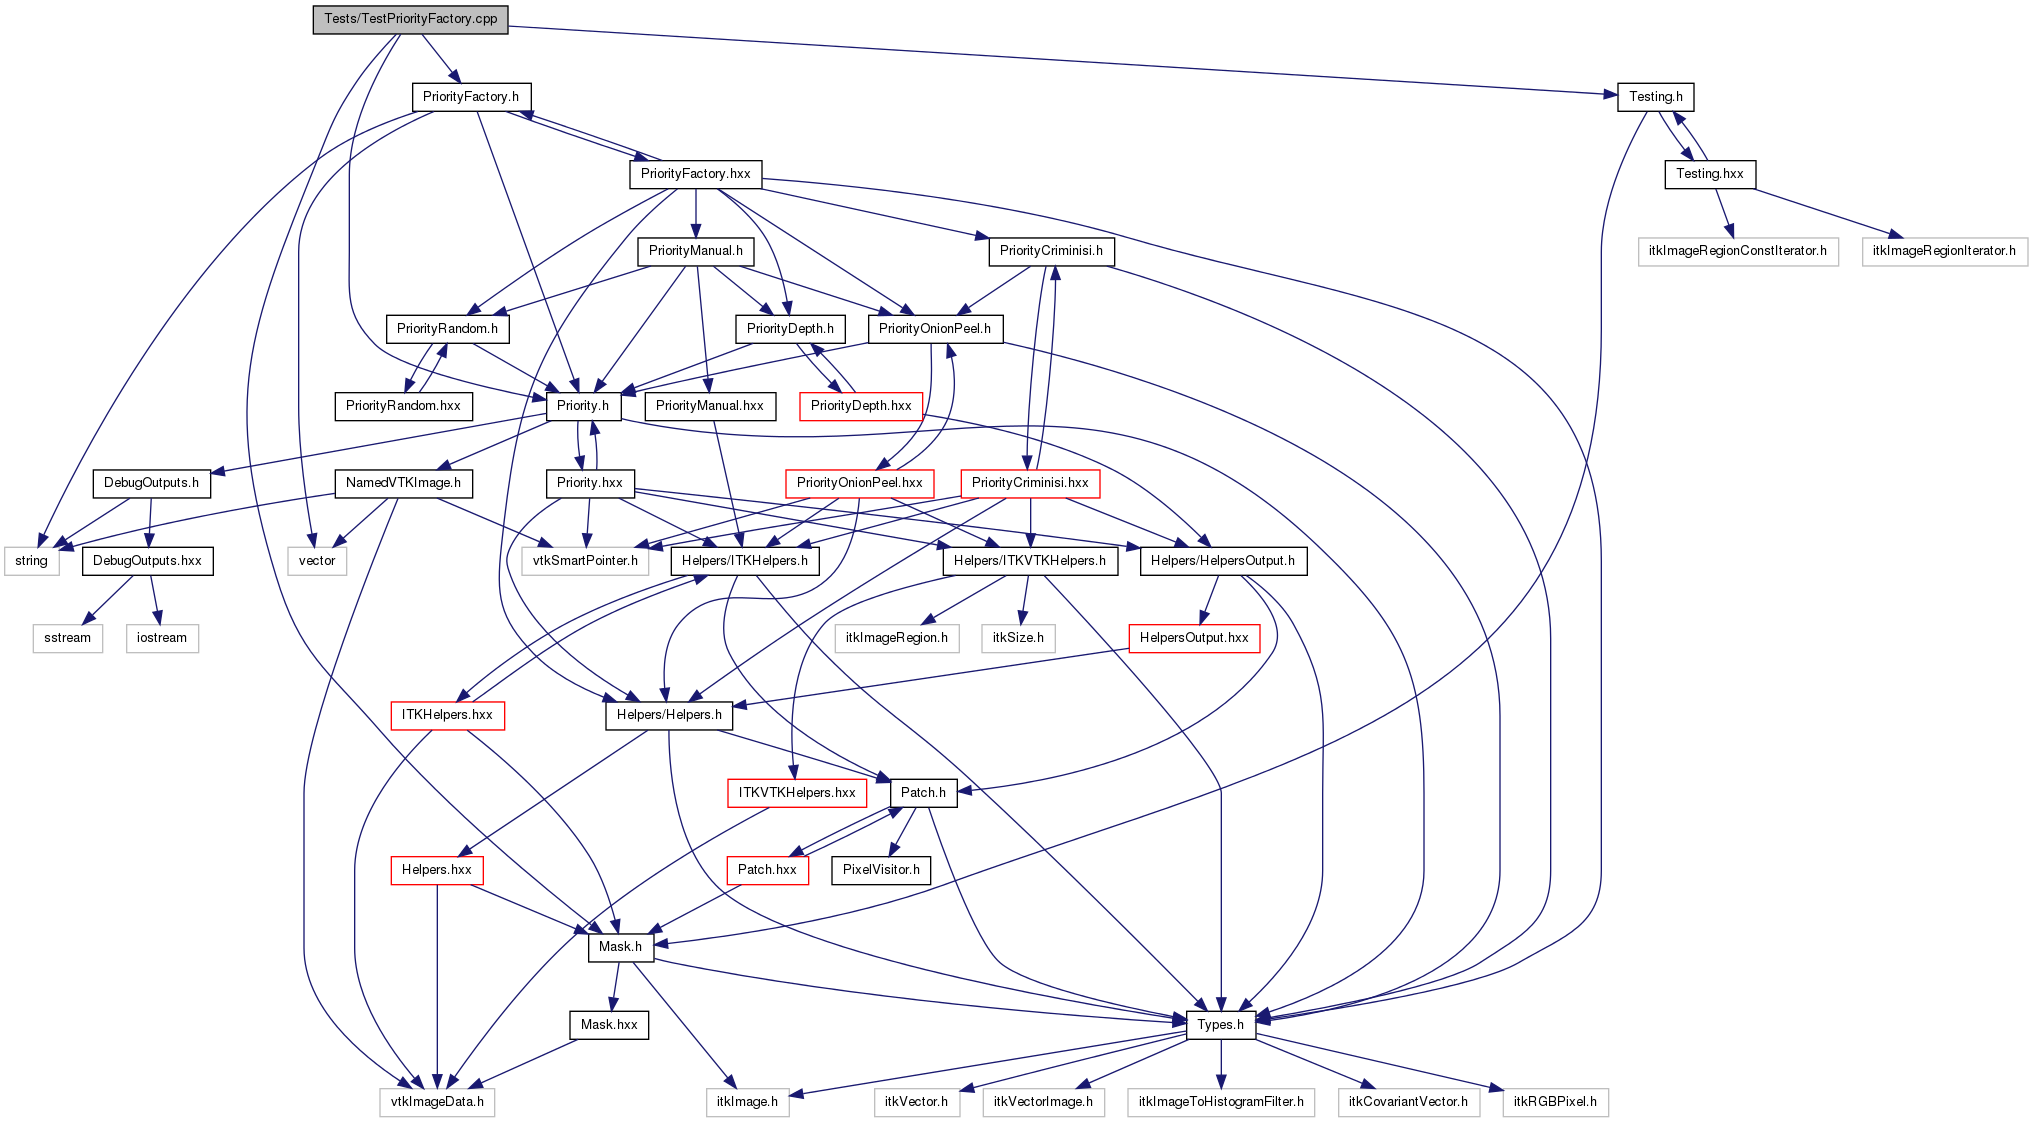 Tests/TestPriorityFactory.cpp
PriorityFactory.h
Testing.h
PriorityFactory.hxx
Testing.hxx
PriorityManual.h
PriorityCriminisi.h
itkImageRegionConstIterator.h
itkImageRegionIterator.h
PriorityRandom.h
PriorityDepth.h
PriorityOnionPeel.h
PriorityRandom.hxx
Priority.h
PriorityManual.hxx
PriorityDepth.hxx
DebugOutputs.h
NamedVTKImage.h
Priority.hxx
PriorityOnionPeel.hxx
PriorityCriminisi.hxx
string
DebugOutputs.hxx
vector
vtkSmartPointer.h
Helpers/ITKHelpers.h
Helpers/ITKVTKHelpers.h
Helpers/HelpersOutput.h
sstream
iostream
itkImageRegion.h
itkSize.h
HelpersOutput.hxx
ITKHelpers.hxx
Helpers/Helpers.h
ITKVTKHelpers.hxx
Patch.h
Helpers.hxx
Patch.hxx
PixelVisitor.h
Mask.h
Mask.hxx
Types.h
vtkImageData.h
itkImage.h
itkVector.h
itkVectorImage.h
itkImageToHistogramFilter.h
itkCovariantVector.h
itkRGBPixel.h